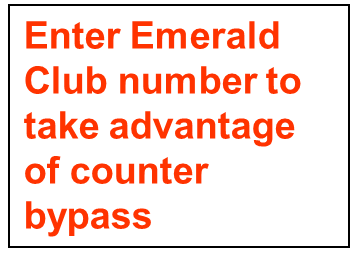 Enter Emerald
Club number to
take advantage
of counter
bypass